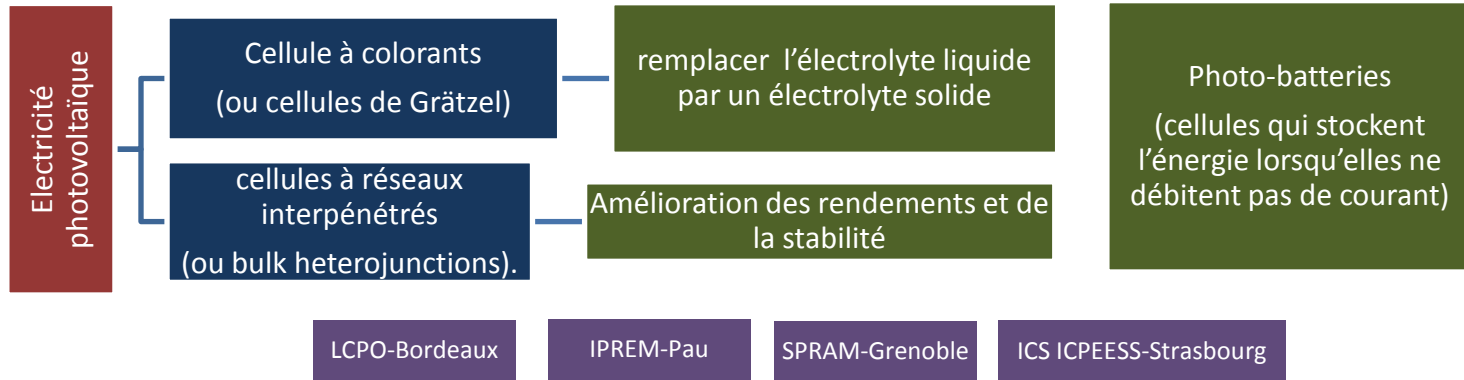 Electricité
photovoltaïque
Cellule à colorants
(ou cellules de Grätzel)
remplacer l’électrolyte liquide
par un électrolyte solide
cellules à réseaux
interpénétrés
(ou bulk heterojunctions).
Amélioration des rendements et de
la stabilité
Photo-batteries
(cellules qui stockent
l’énergie lorsqu’elles ne
débitent pas de courant)
LCPO-Bordeaux
IPREM-Pau
SPRAM-Grenoble
ICS ICPEESS-Strasbourg